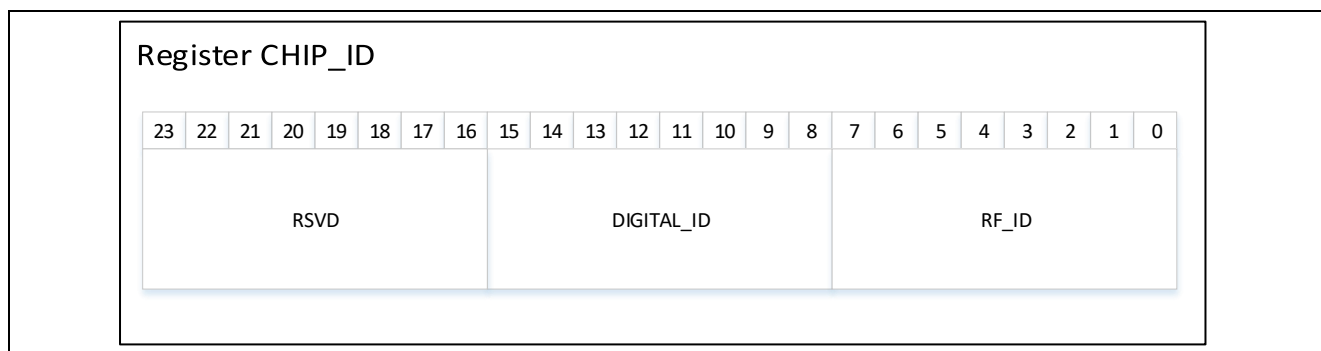 Register CHIP_ID
23 22 21 20 19 18 17 16 15 14 13 12 11 10 9 8 7 6 5 4 3 2 1 0
RSVD DIGITAL_ID RF_ID